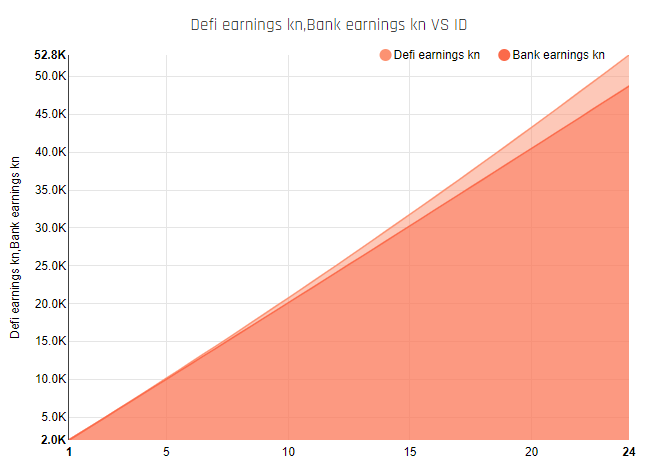 Defi earnings kn,Bank earnings kn VS ID
Defi earnings kn
Bank earnings kn
Defi earnings kn,Bank earnings kn
52.8K
50.0K
45.0K
40.0K
35.0K
30.0K
25.0K
20.0K
15.0K
10.0K
5.0K
2.0K
1 5 10 15 20 24